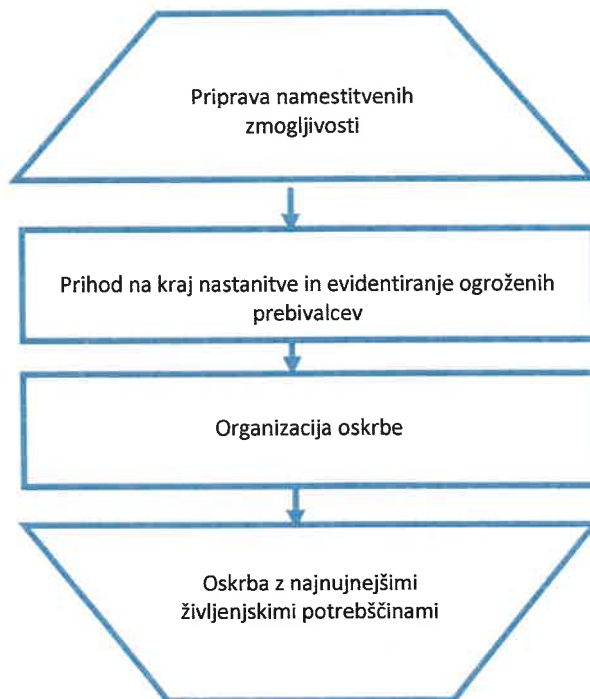 Priprava namestitvenih
zmogljivosti
Prihod na kraj nastanitve in evidentiranje ogroženih
prebivalcev
Organizacija oskrbe
Oskrba z najnujnejšimi
življenjskimi potrebščinami